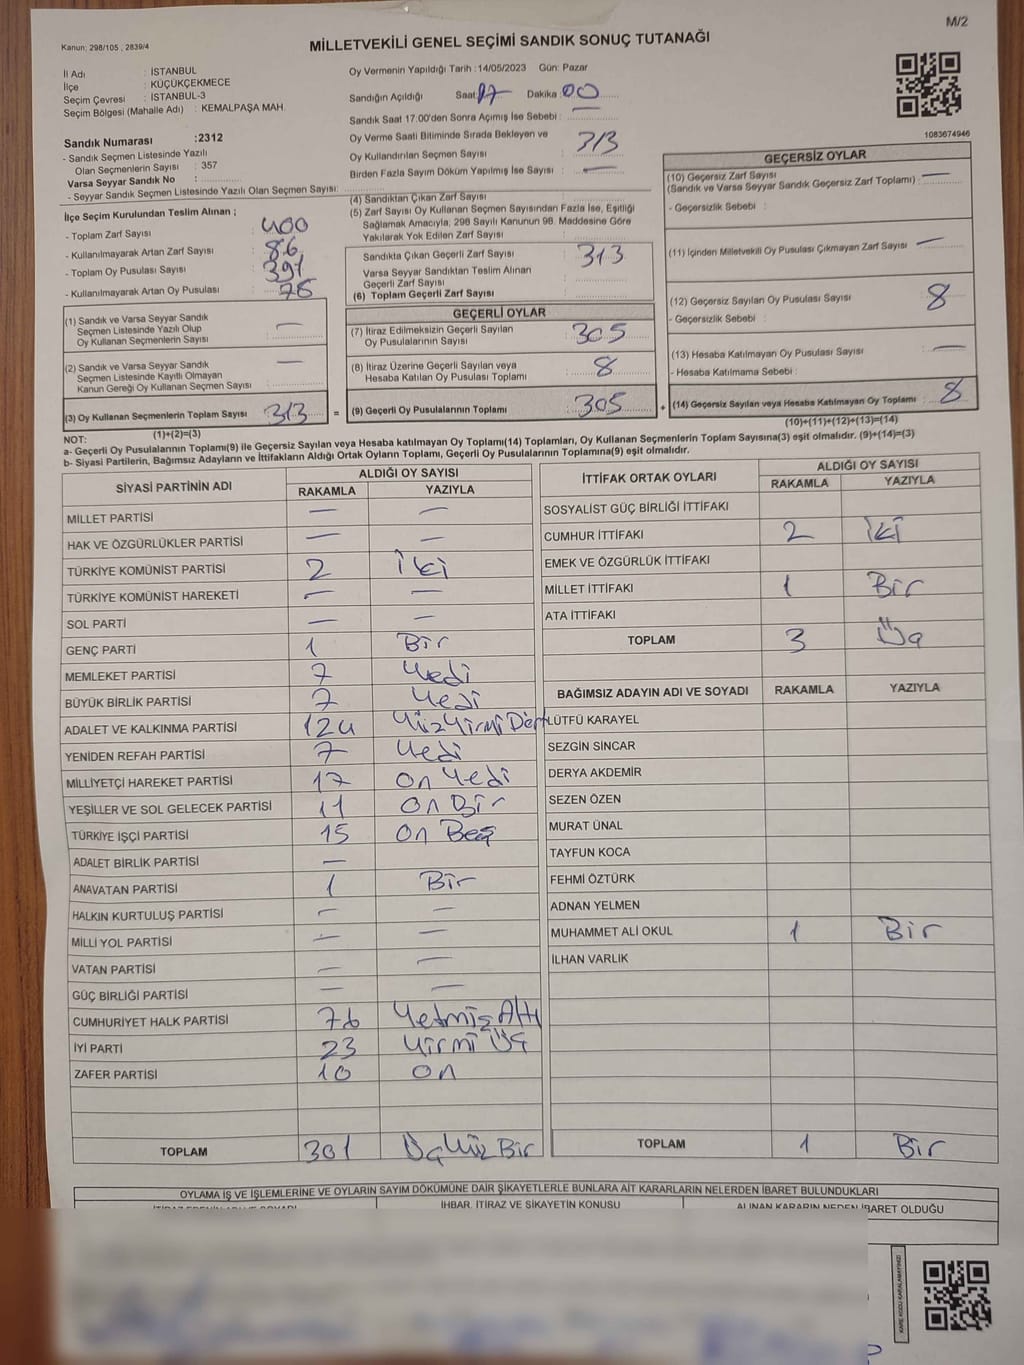 M/2
Kanun; 298/105 , 2839/4
MİLLETVEKİLİ GENEL SEÇİMİ SANDIK SONUÇ TUTANAĞI
İl Adı : İSTANBUL
İlçe : KÜÇÜKÇEKMECE
Seçim Çevresi : İSTANBUL-3
Seçim Bölgesi (Mahalle Adı) : KEMALPAŞA MAH.
Sandık Numarası : 2312
- Sandık Seçmen Listesinde Yazılı
Olan Seçmenlerin Sayısı : 357
Varsa Seyyar Sandık No :
- Seyyar Sandık Seçmen Listesinde Yazılı Olan Seçmen Sayısı:
Oy Vermenin Yapıldığı Tarih : 14/05/2023 Gün: Pazar
Sandığın Açıldığı Saat: 17 Dakika : 00
Sandık Saat 17:00'den Sonra Açımış İse Sebebi : —
Oy Verme Saati Bitiminde Sırada Bekleyen ve
Oy Kullandırılan Seçmen Sayısı : 313
Birden Fazla Sayım Döküm Yapılmış İse Sayısı : —
1083674946
İlçe Seçim Kurulundan Teslim Alınan ;
- Toplam Zarf Sayısı : 400
- Kullanılmayarak Artan Zarf Sayısı : 86
- Toplam Oy Pusulası Sayısı : 391
- Kullanılmayarak Artan Oy Pusulası : 78
(1) Sandık ve Varsa Seyyar Sandık
Seçmen Listesinde Yazılı Olup
Oy Kullanan Seçmenlerin Sayısı : —
(2) Sandık ve Varsa Seyyar Sandık
Seçmen Listesinde Kayıtlı Olmayan
Kanun Gereği Oy Kullanan Seçmen Sayısı : —
(3) Oy Kullanan Seçmenlerin Toplam Sayısı 313 =
(1)+(2)=(3)
(4) Sandıktan Çıkan Zarf Sayısı :
(5) Zarf Sayısı Oy Kullanan Seçmen Sayısından Fazla İse, Eşitliği
Sağlamak Amacıyla, 298 Sayılı Kanunun 98. Maddesine Göre
Yakılarak Yok Edilen Zarf Sayısı :
Sandıkta Çıkan Geçerli Zarf Sayısı : 313
Varsa Seyyar Sandıktan Teslim Alınan
Geçerli Zarf Sayısı :
(6) Toplam Geçerli Zarf Sayısı :
GEÇERLİ OYLAR
(7) İtiraz Edilmeksizin Geçerli Sayılan
Oy Pusulalarının Sayısı : 305
(8) İtiraz Üzerine Geçerli Sayılan veya
Hesaba Katılan Oy Pusulası Toplamı : 8
(9) Geçerli Oy Pusulalarının Toplamı : 305 +
GEÇERSİZ OYLAR
(10) Geçersiz Zarf Sayısı
(Sandık ve Varsa Seyyar Sandık Geçersiz Zarf Toplamı) : —
- Geçersizlik Sebebi :
(11) İçinden Milletvekili Oy Pusulası Çıkmayan Zarf Sayısı —
(12) Geçersiz Sayılan Oy Pusulası Sayısı : 8
- Geçersizlik Sebebi :
(13) Hesaba Katılmayan Oy Pusulası Sayısı : —
- Hesaba Katılmama Sebebi :
(14) Geçersiz Sayılan veya Hesaba Katılmayan Oy Toplamı : 8
(10)+(11)+(12)+(13)=(14)
NOT:
a- Geçerli Oy Pusulalarının Toplamı(9) ile Geçersiz Sayılan veya Hesaba katılmayan Oy Toplamı(14) Toplamları, Oy Kullanan Seçmenlerin Toplam Sayısına(3) eşit olmalıdır. (9)+(14)=(3)
b- Siyasi Partilerin, Bağımsız Adayların ve İttifakların Aldığı Ortak Oyların Toplamı, Geçerli Oy Pusulalarının Toplamına(9) eşit olmalıdır.
SİYASİ PARTİNİN ADI ALDIĞI OY SAYISI
RAKAMLA YAZIYLA
MİLLET PARTİSİ — —
HAK VE ÖZGÜRLÜKLER PARTİSİ — —
TÜRKİYE KOMÜNİST PARTİSİ 2 İki
TÜRKİYE KOMÜNİST HAREKETİ — —
SOL PARTİ — —
GENÇ PARTİ 1 Bir
MEMLEKET PARTİSİ 7 Yedi
BÜYÜK BİRLİK PARTİSİ 7 Yedi
ADALET VE KALKINMA PARTİSİ 124 YüzYirmi Dört
YENİDEN REFAH PARTİSİ 7 Yedi
MİLLİYETÇİ HAREKET PARTİSİ 17 On Yedi
YEŞİLLER VE SOL GELECEK PARTİSİ 11 On Bir
TÜRKİYE İŞÇİ PARTİSİ 15 On Beş
ADALET BİRLİK PARTİSİ —
ANAVATAN PARTİSİ 1 Bir
HALKIN KURTULUŞ PARTİSİ — —
MİLLİ YOL PARTİSİ — —
VATAN PARTİSİ — —
GÜÇ BİRLİĞİ PARTİSİ — —
CUMHURİYET HALK PARTİSİ 76 Yetmiş Altı
İYİ PARTİ 23 Yirmi Üç
ZAFER PARTİSİ 10 On
TOPLAM 301 Üç Yüz Bir
İTTİFAK ORTAK OYLARI ALDIĞI OY SAYISI
RAKAMLA YAZIYLA
SOSYALİST GÜÇ BİRLİĞİ İTTİFAKI
CUMHUR İTTİFAKI 2 İki
EMEK VE ÖZGÜRLÜK İTTİFAKI
MİLLET İTTİFAKI 1 Bir
ATA İTTİFAKI
TOPLAM 3 Üç
BAĞIMSIZ ADAYIN ADI VE SOYADI RAKAMLA YAZIYLA
LÜTFÜ KARAYEL
SEZGİN SİNCAR
DERYA AKDEMİR
SEZEN ÖZEN
MURAT ÜNAL
TAYFUN KOCA
FEHMİ ÖZTÜRK
ADNAN YELMEN
MUHAMMET ALİ OKUL 1 Bir
İLHAN VARLIK
TOPLAM 1 Bir
OYLAMA İŞ VE İŞLEMLERİNE VE OYLARIN SAYIM DÖKÜMÜNE DAİR ŞİKAYETLERLE BUNLARA AİT KARARLARIN NELERDEN İBARET BULUNDUKLARI
İHBAR, İTİRAZ VE ŞİKAYETİN KONUSU
ALINAN KARARIN NEDEN İBARET OLDUĞU
KARE KODU KARALAMAYINIZ!